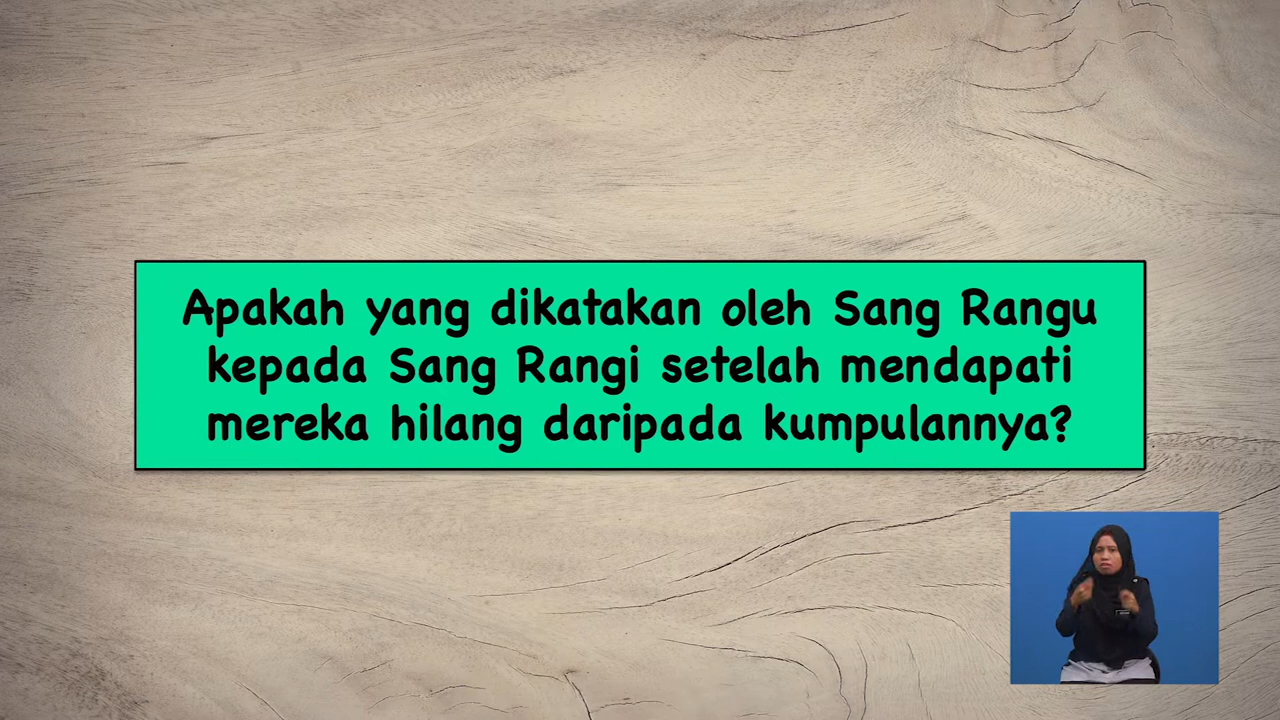 Apakah yang dikatakan oleh Sang Rangu
kepada Sang Rangi setelah mendapati
mereka hilang daripada kumpulannya?